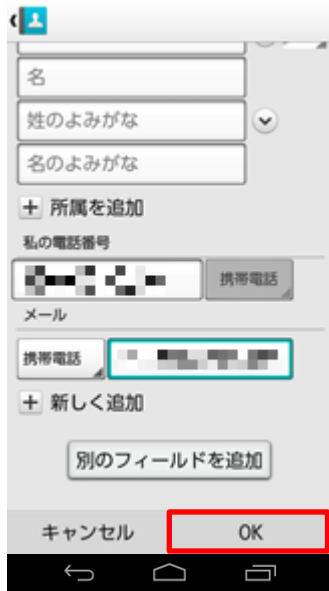 名
姓のよみがな
名のよみがな
所属を追加
私の電話番号
携帯電話
メール
携帯電話
新しく追加
別のフィールドを追加
キャンセル OK